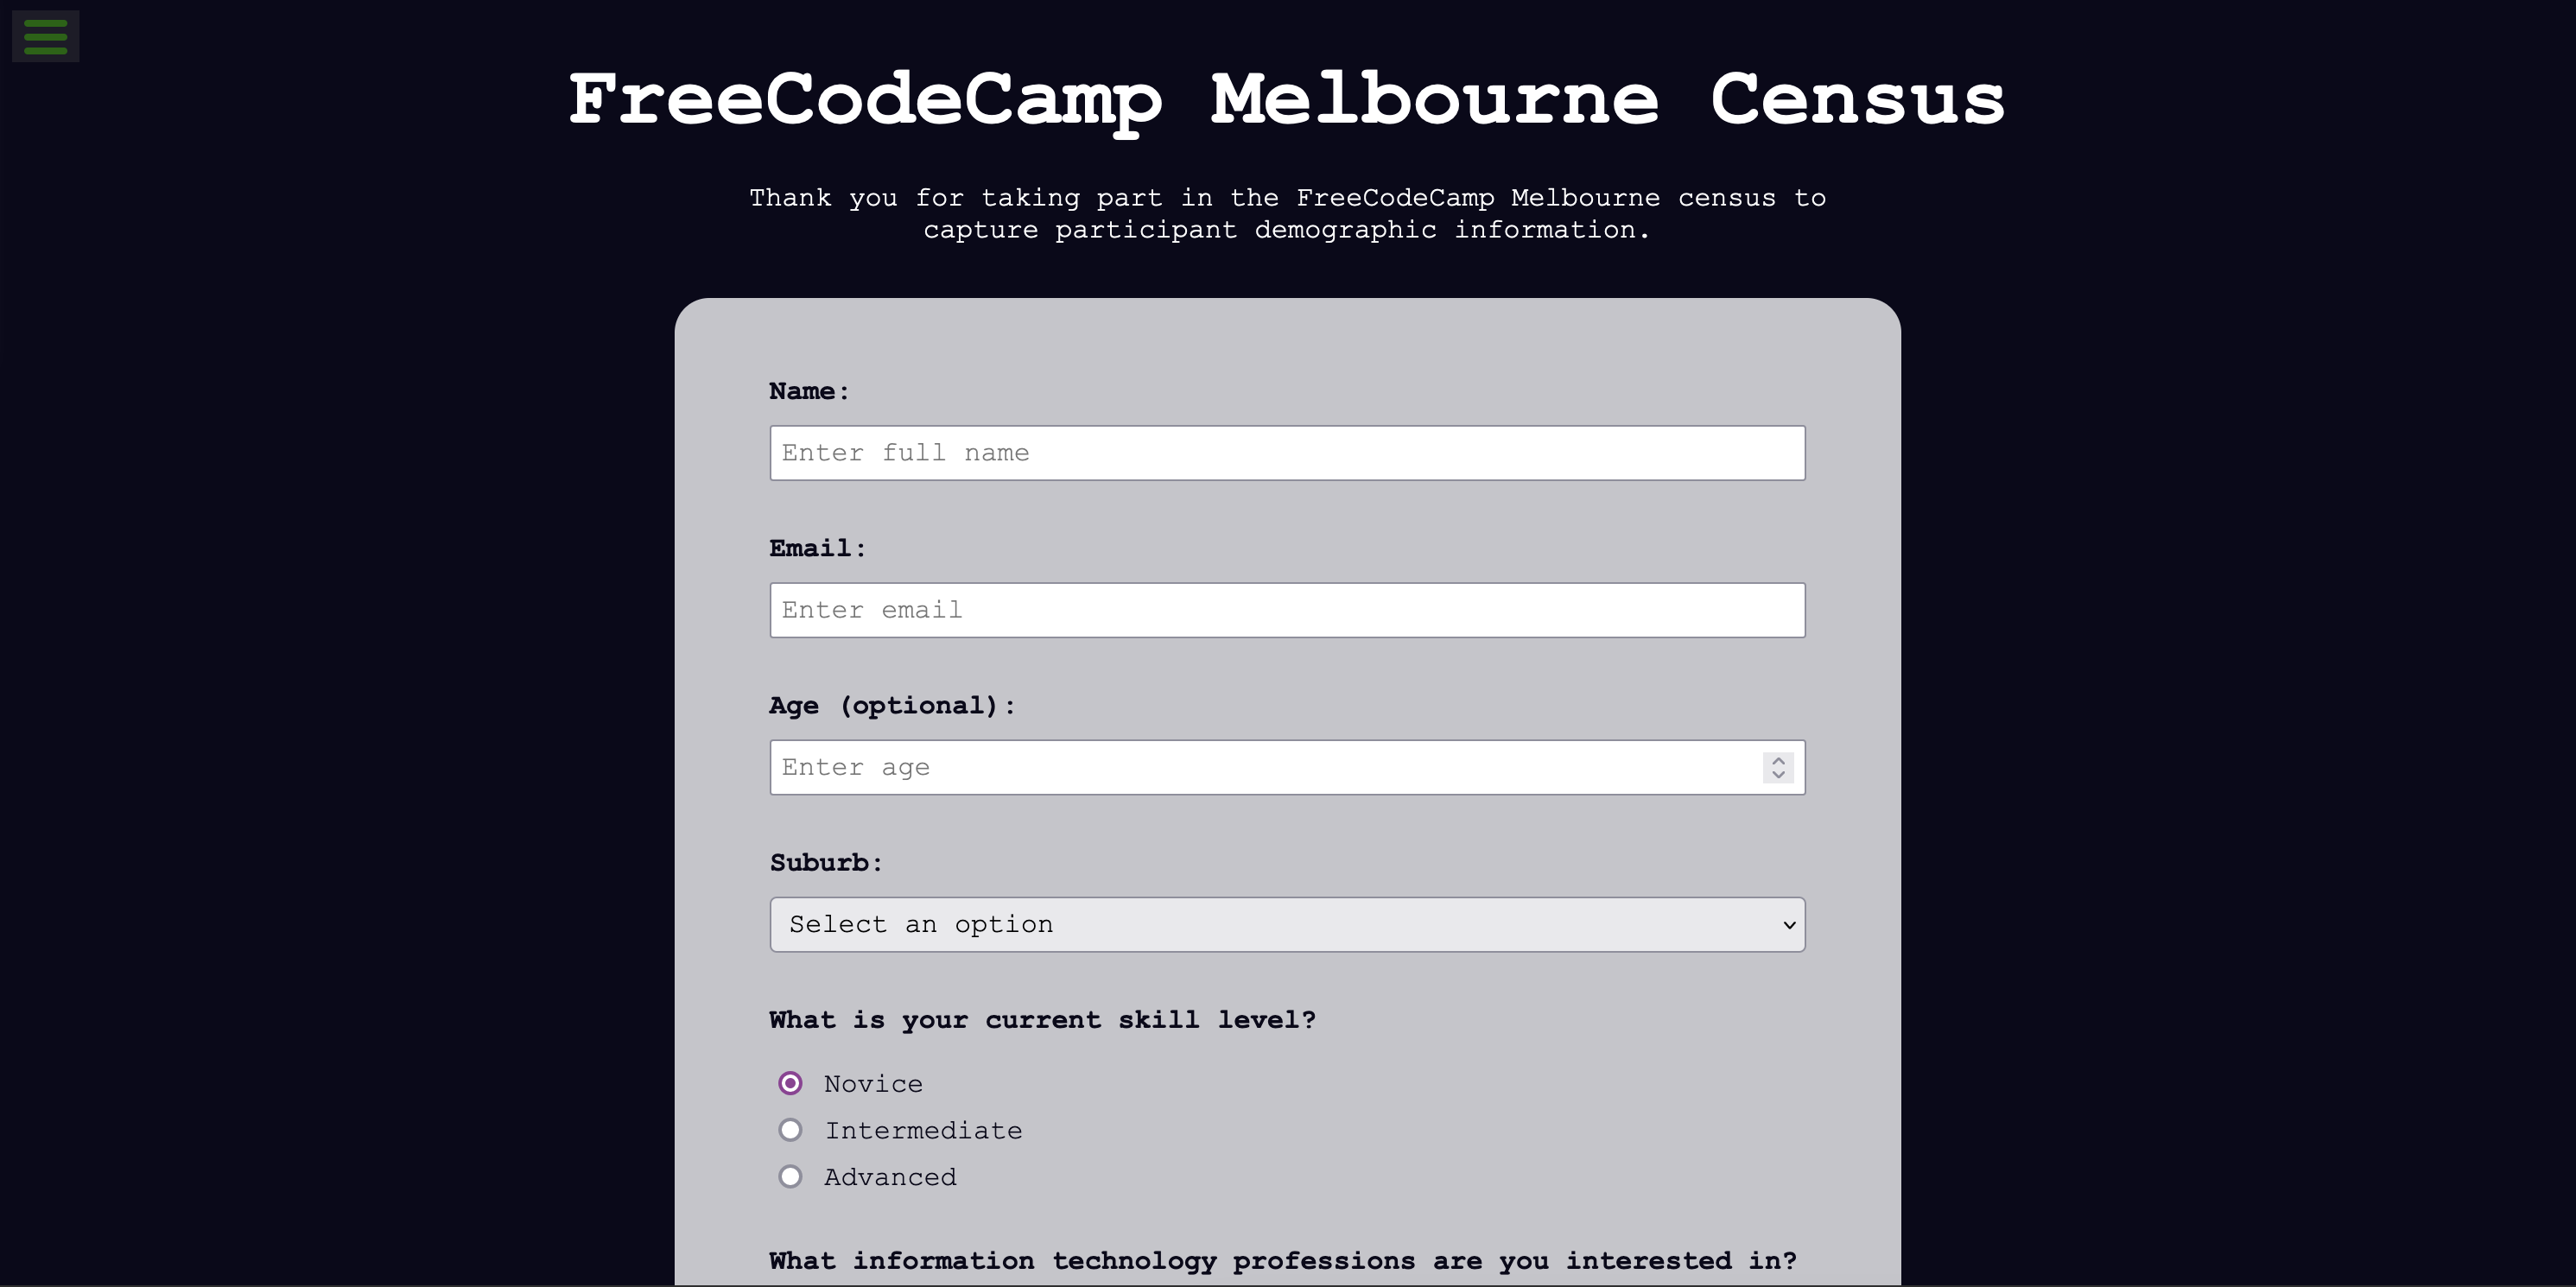 FreeCodeCamp Melbourne Census
Thank you for taking part in the FreeCodeCamp Melbourne census to
capture participant demographic information.
Name:
Enter full name
Email:
Enter email
Age (optional):
Enter age
Suburb:
Select an option
What is your current skill level?
Novice
Intermediate
Advanced
What information technology professions are you interested in?